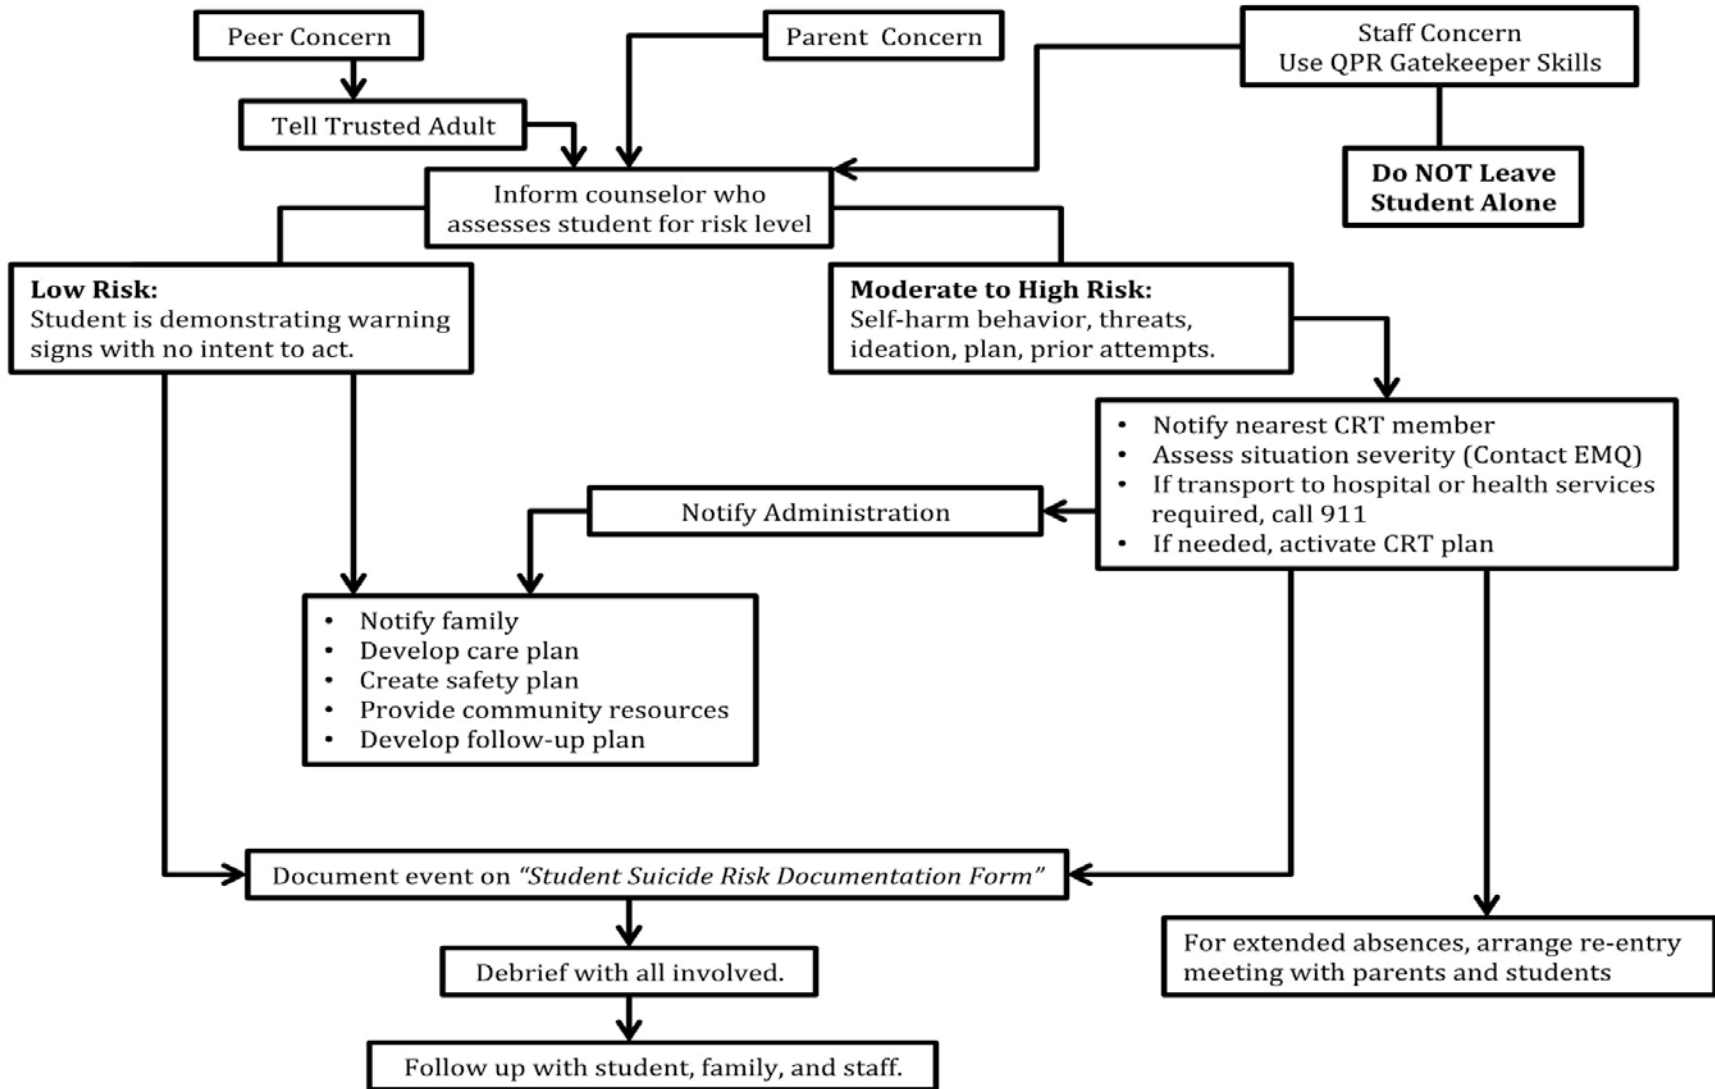 Peer Concern
Parent Concern
Staff Concern
Use QPR Gatekeeper Skills
Tell Trusted Adult
Do NOT Leave
Student Alone
Inform counselor who
assesses student for risk level
Low Risk:
Student is demonstrating warning
signs with no intent to act.
Moderate to High Risk:
Self-harm behavior, threats,
ideation, plan, prior attempts.
• Notify nearest CRT member
• Assess situation severity (Contact EMQ)
• If transport to hospital or health services
required, call 911
• If needed, activate CRT plan
Notify Administration
• Notify family
• Develop care plan
• Create safety plan
• Provide community resources
• Develop follow-up plan
Document event on “Student Suicide Risk Documentation Form”
For extended absences, arrange re-entry
meeting with parents and students
Debrief with all involved.
Follow up with student, family, and staff.